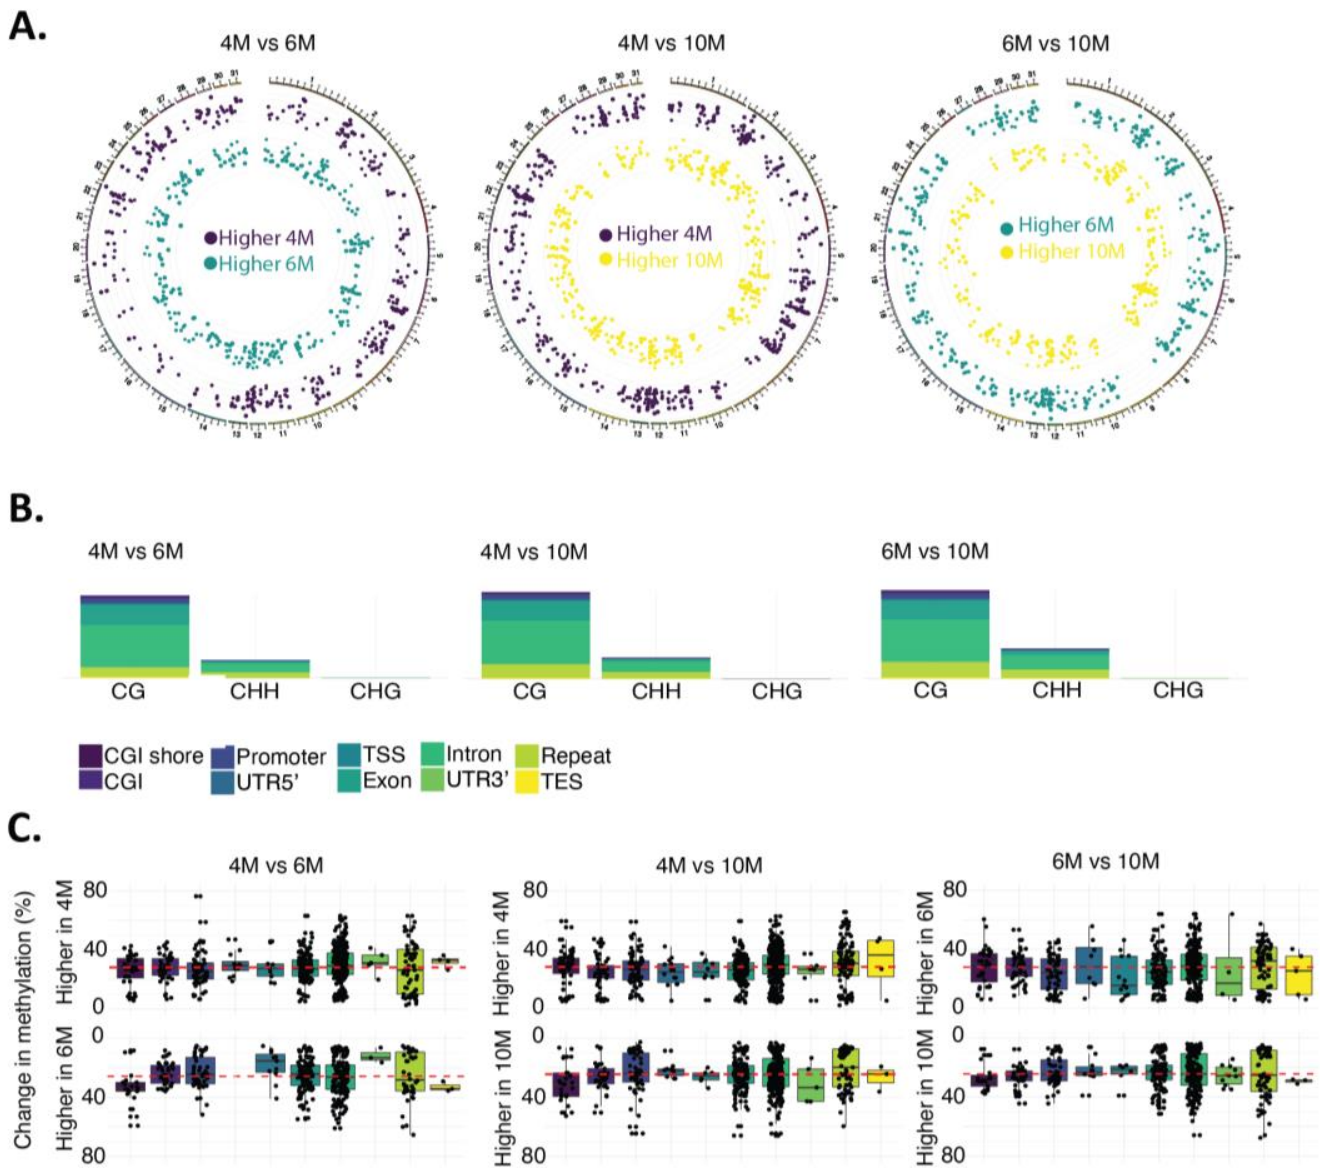 A.
4M vs 6M
4M vs 10M
6M vs 10M
Higher 4M
Higher 6M
Higher 4M
Higher 10M
Higher 6M
Higher 10M
B.
4M vs 6M
4M vs 10M
6M vs 10M
CG CHH CHG
CG CHH CHG
CG CHH CHG
CGI shore Promoter TSS Intron Repeat
CGI UTR5' Exon UTR3' TES
C.
4M vs 6M
4M vs 10M
6M vs 10M
Change in methylation (%)
Higher in 4M
80
40
0
Higher in 6M
0
40
80
Higher in 4M
80
40
0
Higher in 10M
0
40
80
Higher in 6M
80
40
0
Higher in 10M
0
40
80